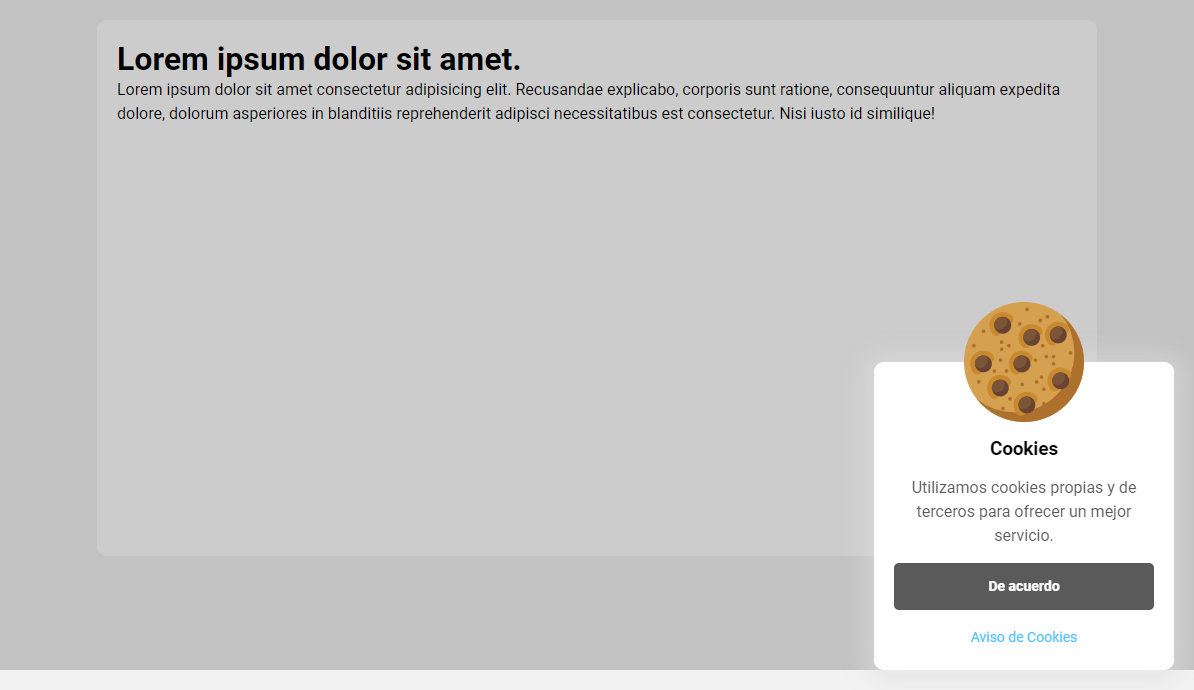 Lorem ipsum dolor sit amet.
Lorem ipsum dolor sit amet consectetur adipisicing elit. Recusandae explicabo, corporis sunt ratione, consequuntur aliquam expedita
dolore, dolorum asperiores in blanditiis reprehenderit adipisci necessitatibus est consectetur. Nisi iusto id similique!
Cookies
Utilizamos cookies propias y de
terceros para ofrecer un mejor
servicio.
De acuerdo
Aviso de Cookies